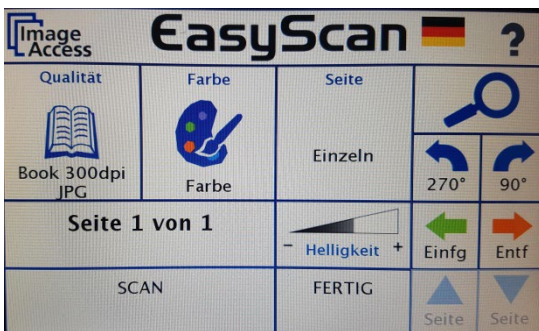 Image
Access
EasyScan
?
Qualität
Farbe
Seite
Book 300dpi
JPG
Farbe
Einzeln
270°
90°
Seite 1 von 1
- Helligkeit +
Einfg
Entf
SCAN
FERTIG
Seite
Seite